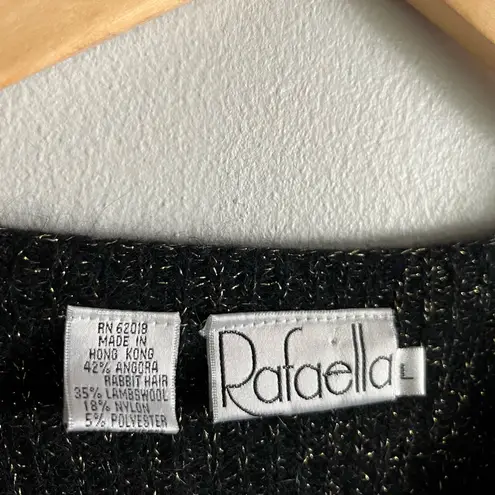 RN 62018
MADE IN
HONG KONG
42% ANGORA
RABBIT HAIR
35% LAMBSWOOL
18% NYLON
5% POLYESTER
Rafaella
L